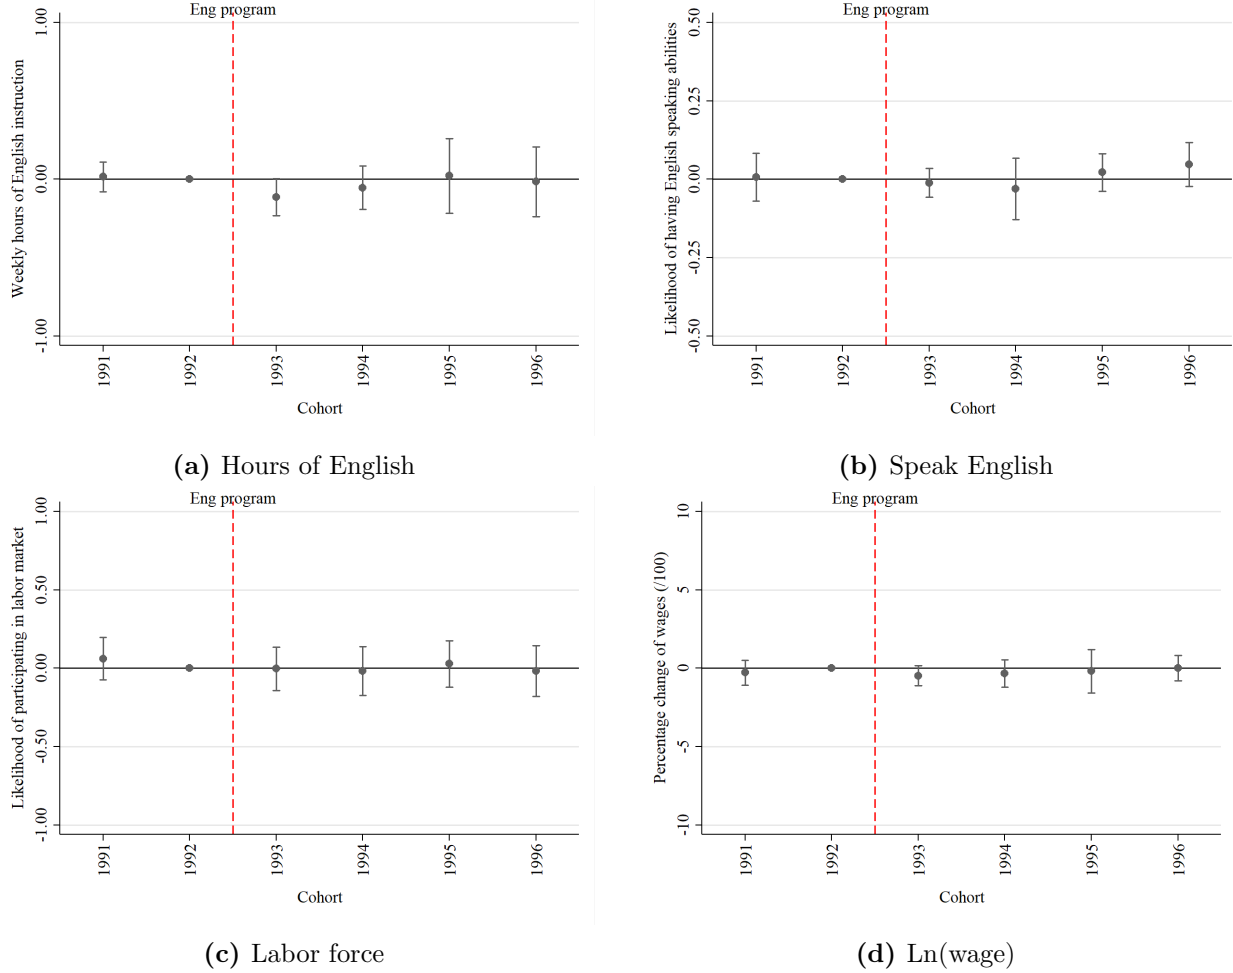 Eng program
Weekly hours of English instruction
1.00
0.00
-1.00
1991
1992
1993
1994
1995
1996
Cohort
(a) Hours of English
Eng program
Likelihood of having English speaking abilities
0.50
0.25
0.00
-0.25
-0.50
1991
1992
1993
1994
1995
1996
Cohort
(b) Speak English
Eng program
Likelihood of participating in labor market
1.00
0.50
0.00
-0.50
-1.00
1991
1992
1993
1994
1995
1996
Cohort
(c) Labor force
Eng program
Percentage change of wages (/100)
10
5
0
-5
-10
1991
1992
1993
1994
1995
1996
Cohort
(d) Ln(wage)